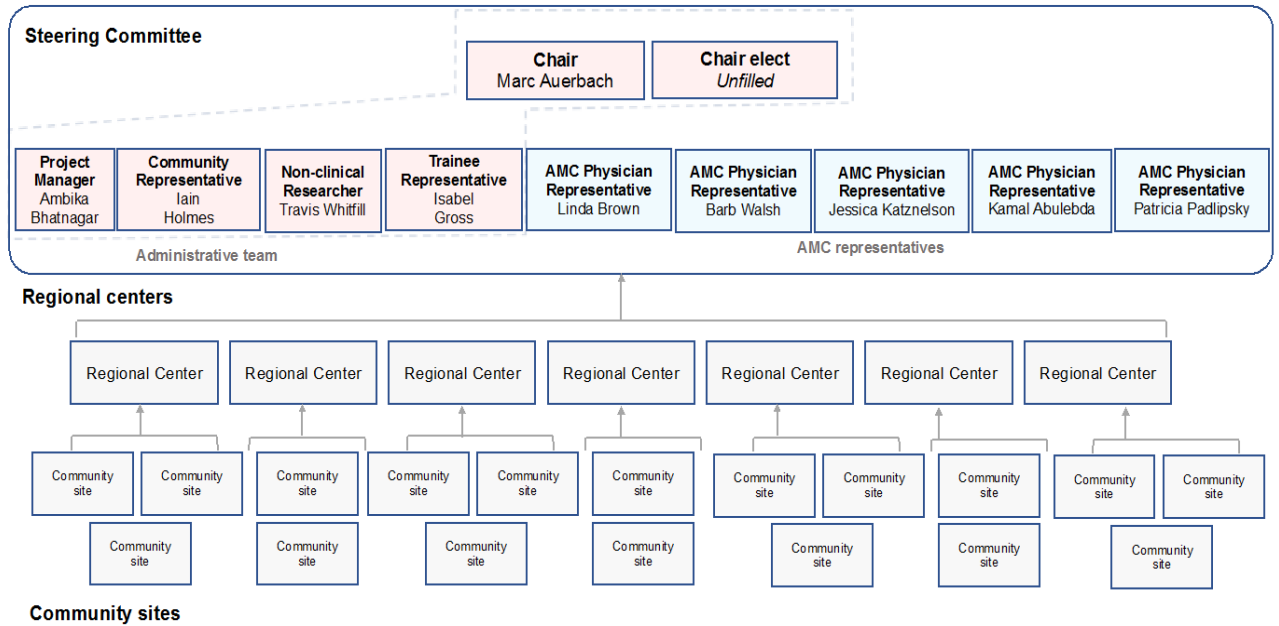 Steering Committee
Chair
Marc Auerbach
Chair elect
Unfilled
Project
Manager
Ambika
Bhatnagar
Community
Representative
Iain
Holmes
Non-clinical
Researcher
Travis Whitfill
Trainee
Representative
Isabel
Gross
AMC Physician
Representative
Linda Brown
AMC Physician
Representative
Barb Walsh
AMC Physician
Representative
Jessica Katznelson
AMC Physician
Representative
Kamal Abulebda
AMC Physician
Representative
Patricia Padlipsky
Administrative team
AMC representatives
Regional centers
Regional Center
Regional Center
Regional Center
Regional Center
Regional Center
Regional Center
Regional Center
Community
site
Community
site
Community
site
Community
site
Community
site
Community
site
Community
site
Community
site
Community
site
Community
site
Community
site
Community
site
Community
site
Community
site
Community
site
Community
site
Community
site
Community
site
Community sites